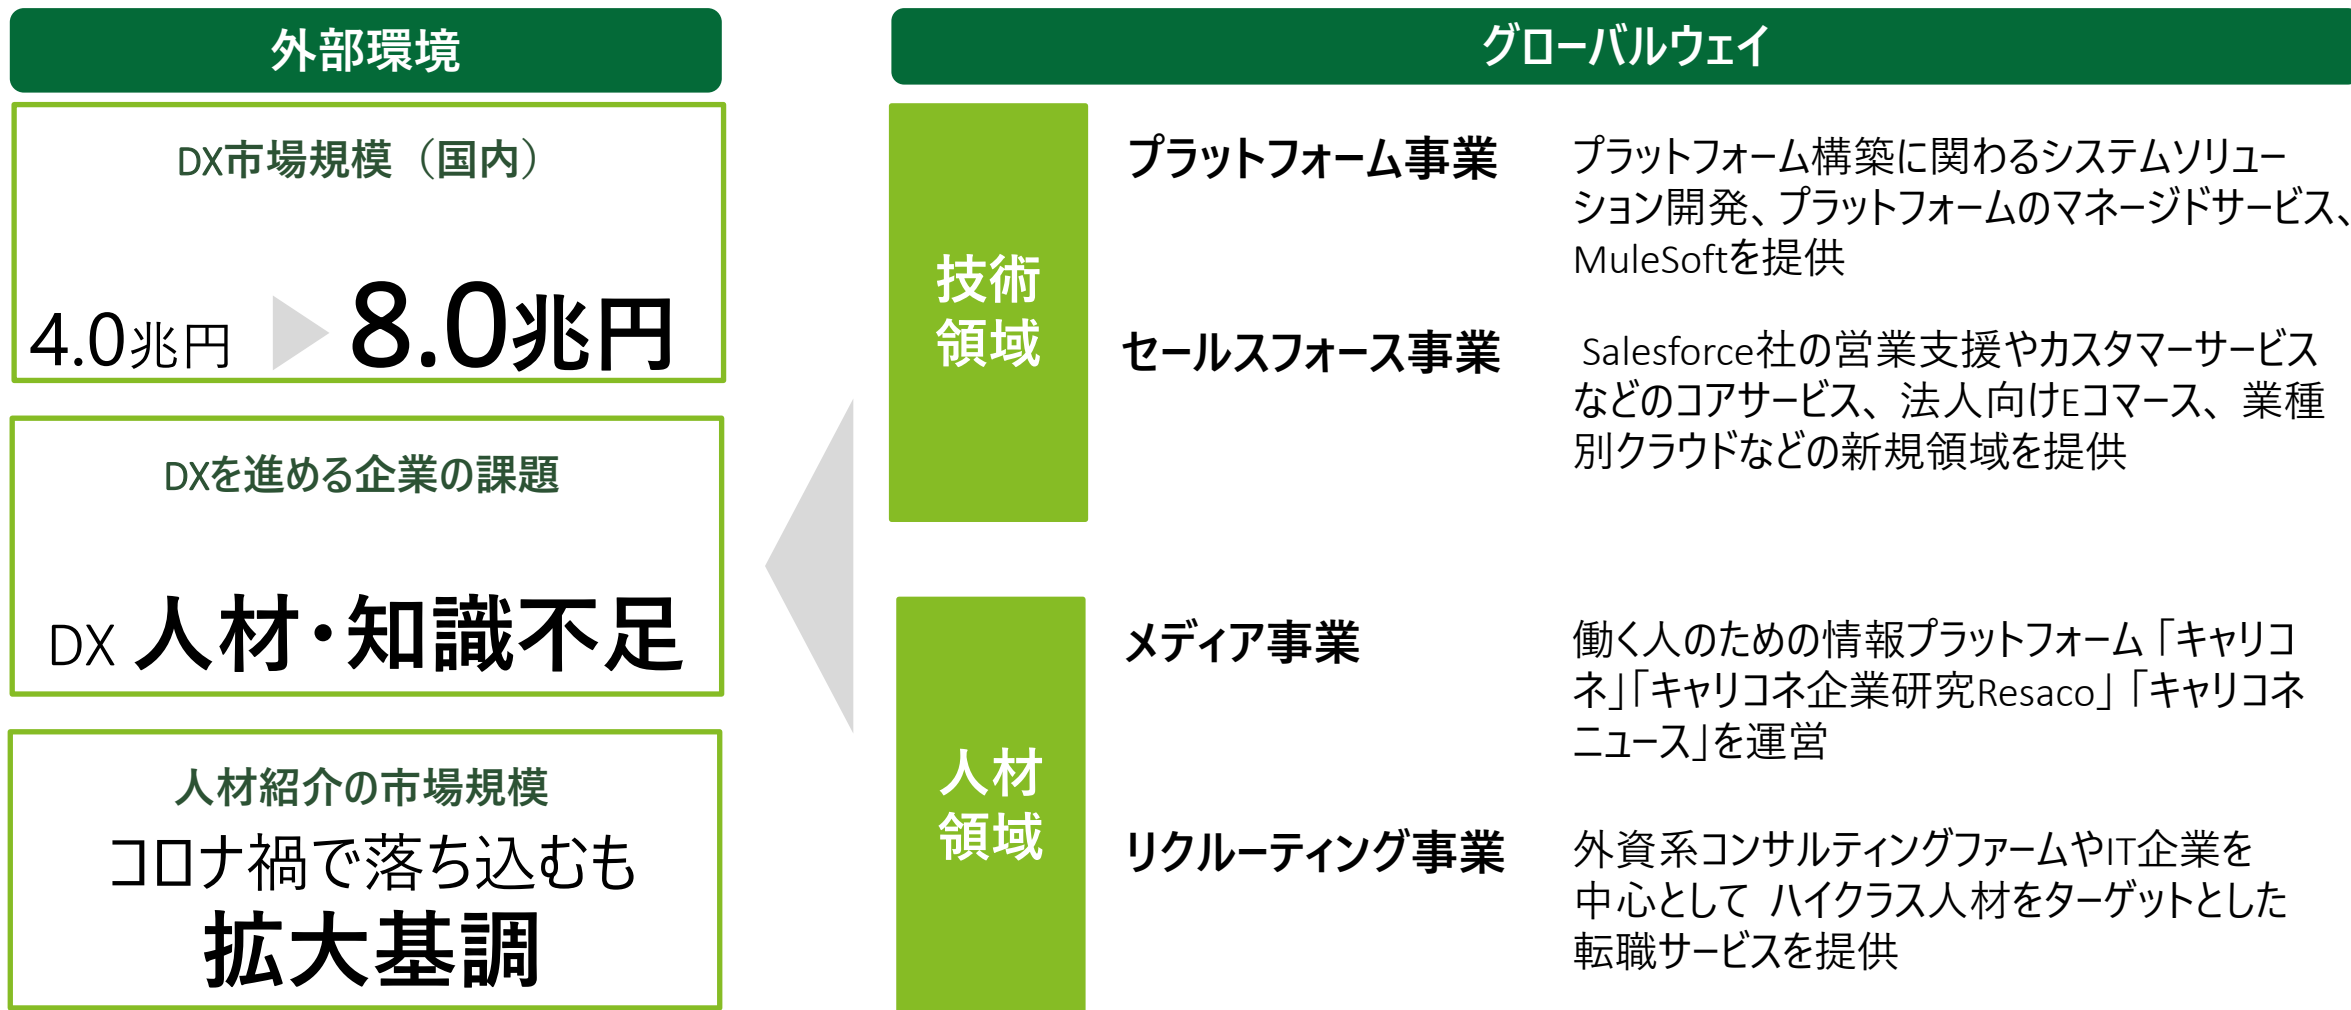 外部環境
DX市場規模（国内）
4.0兆円 8.0兆円
DXを進める企業の課題
DX 人材・知識不足
人材紹介の市場規模
コロナ禍で落ち込むも
拡大基調
グローバルウェイ
技術
領域
プラットフォーム事業
プラットフォーム構築に関わるシステムソリュー
ション開発、プラットフォームのマネージドサービス、
MuleSoftを提供
セールスフォース事業
Salesforce社の営業支援やカスタマーサービス
などのコアサービス、法人向けEコマース、業種
別クラウドなどの新規領域を提供
人材
領域
メディア事業
働く人のための情報プラットフォーム「キャリコ
ネ」「キャリコネ企業研究Resaco」「キャリコネ
ニュース」を運営
リクルーティング事業
外資系コンサルティングファームやIT企業を
中心として ハイクラス人材をターゲットとした
転職サービスを提供